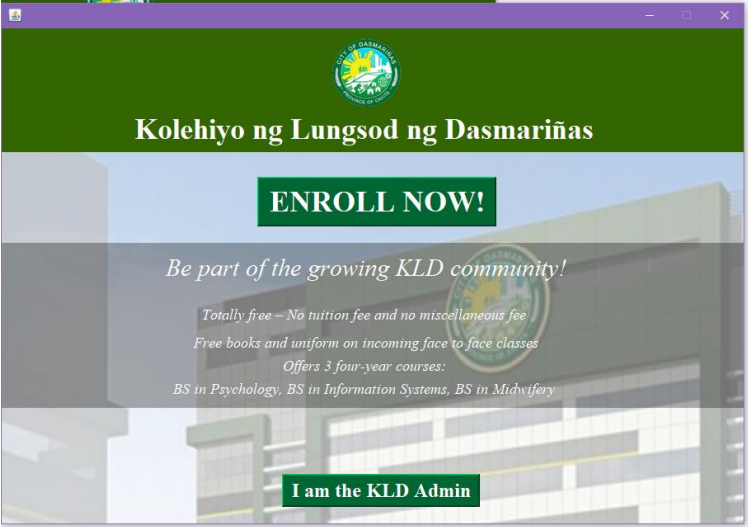 CITY OF DASMARIÑAS
PROVINCE OF CAVITE
Kolehiyo ng Lungsod ng Dasmariñas
ENROLL NOW!
Be part of the growing KLD community!
Totally free – No tuition fee and no miscellaneous fee
Free books and uniform on incoming face to face classes
Offers 3 four-year courses:
BS in Psychology, BS in Information Systems, BS in Midwifery
I am the KLD Admin